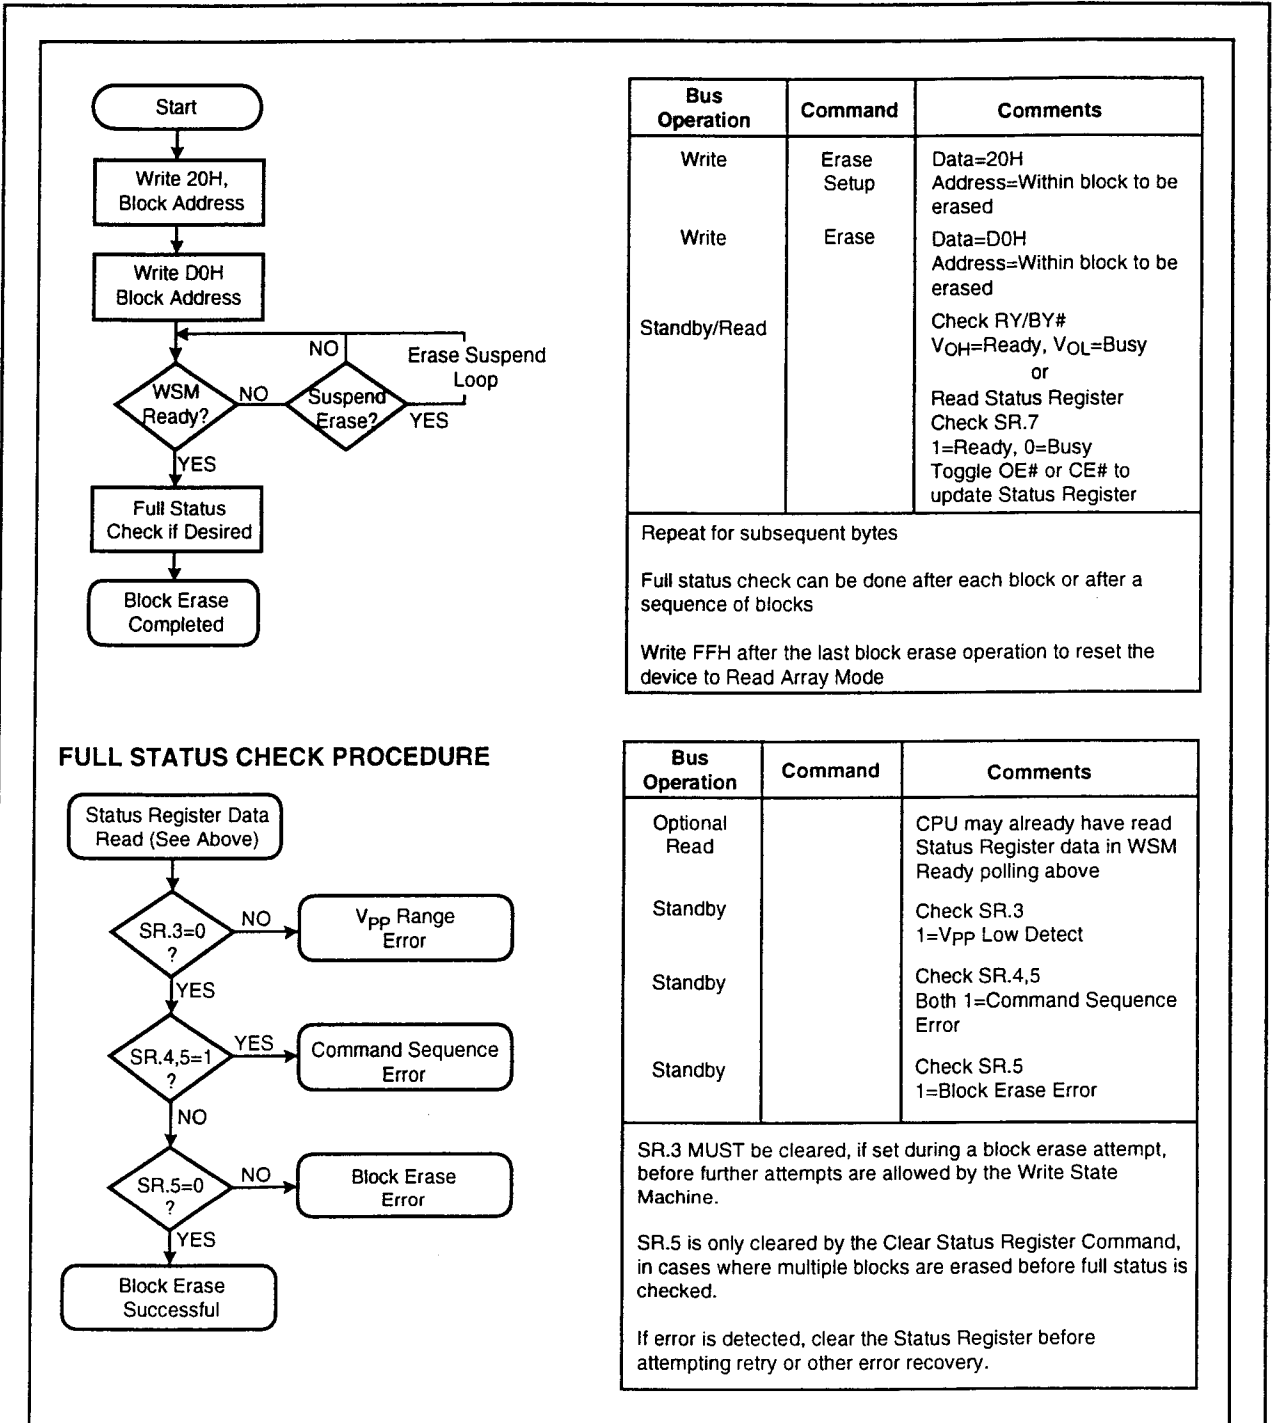 Start
Write 20H,
Block Address
Write D0H
Block Address
NO
Erase Suspend
Loop
WSM
Ready?
NO
Suspend
Erase?
YES
YES
Full Status
Check if Desired
Block Erase
Completed
Bus
Operation
Command
Comments
Write
Erase
Setup
Data=20H
Address=Within block to be
erased
Write
Erase
Data=D0H
Address=Within block to be
erased
Standby/Read
Check RY/BY#
VOH=Ready, VOL=Busy
or
Read Status Register
Check SR.7
1=Ready, 0=Busy
Toggle OE# or CE# to
update Status Register
Repeat for subsequent bytes
Full status check can be done after each block or after a
sequence of blocks
Write FFH after the last block erase operation to reset the
device to Read Array Mode
FULL STATUS CHECK PROCEDURE
Status Register Data
Read (See Above)
SR.3=0
?
NO
VPP Range
Error
YES
SR.4,5=1
?
YES
Command Sequence
Error
NO
SR.5=0
?
NO
Block Erase
Error
YES
Block Erase
Successful
Bus
Operation
Command
Comments
Optional
Read
CPU may already have read
Status Register data in WSM
Ready polling above
Standby
Check SR.3
1=VPP Low Detect
Standby
Check SR.4,5
Both 1=Command Sequence
Error
Standby
Check SR.5
1=Block Erase Error
SR.3 MUST be cleared, if set during a block erase attempt,
before further attempts are allowed by the Write State
Machine.
SR.5 is only cleared by the Clear Status Register Command,
in cases where multiple blocks are erased before full status is
checked.
If error is detected, clear the Status Register before
attempting retry or other error recovery.